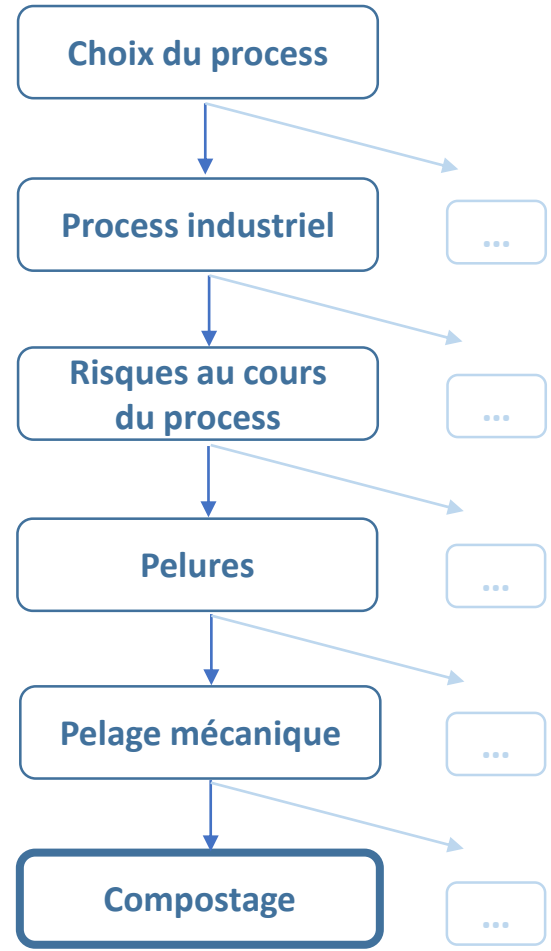 Choix du process
Process industriel
...
Risques au cours
du process
...
Pelures
...
Pelage mécanique
...
Compostage
...